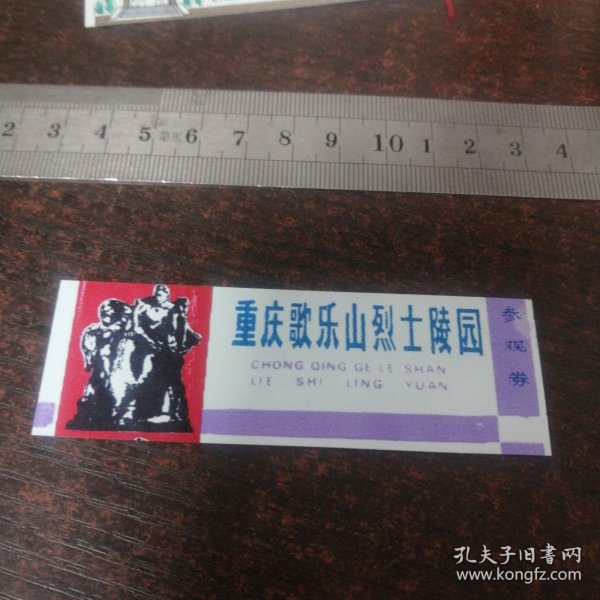 2 3 4 5 毫米 6 7 8 9 10 1 2 3 4
重庆歌乐山烈士陵园
CHONG QING GE LE SHAN
LIE SHI LING YUAN
参观券
孔夫子旧书网
www.kongfz.com